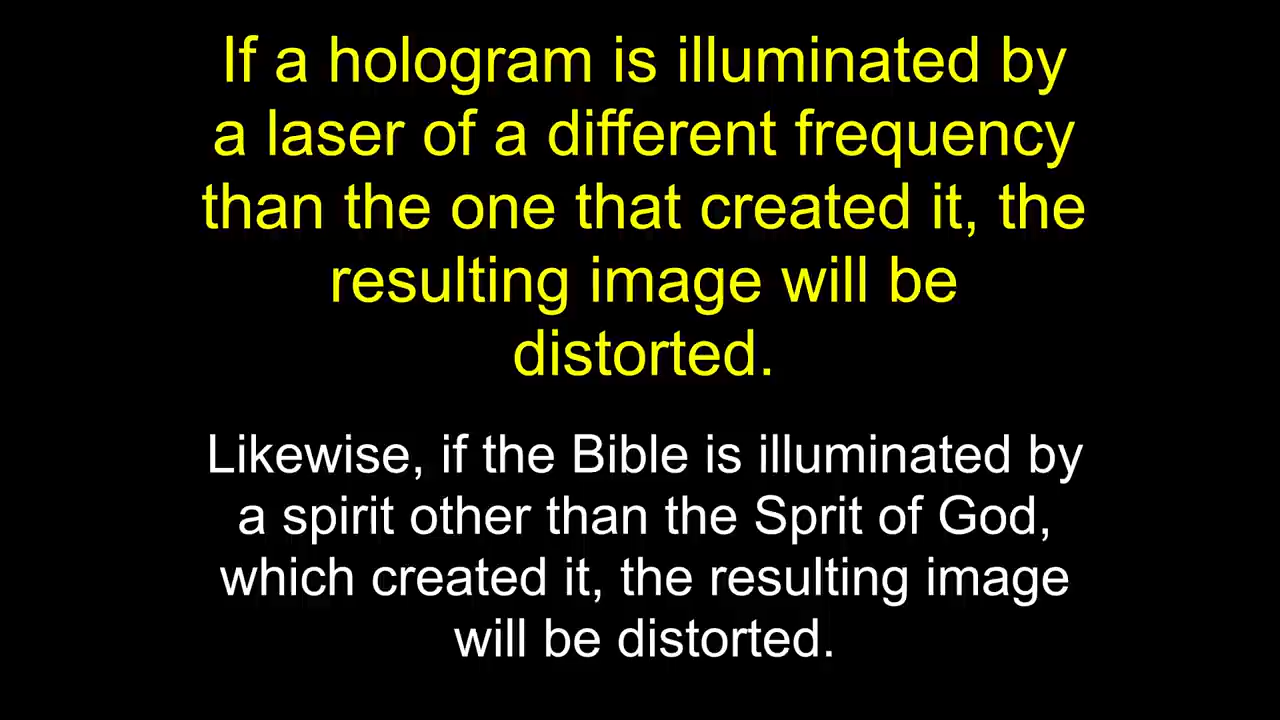 If a hologram is illuminated by
a laser of a different frequency
than the one that created it, the
resulting image will be
distorted.
Likewise, if the Bible is illuminated by
a spirit other than the Sprit of God,
which created it, the resulting image
will be distorted.